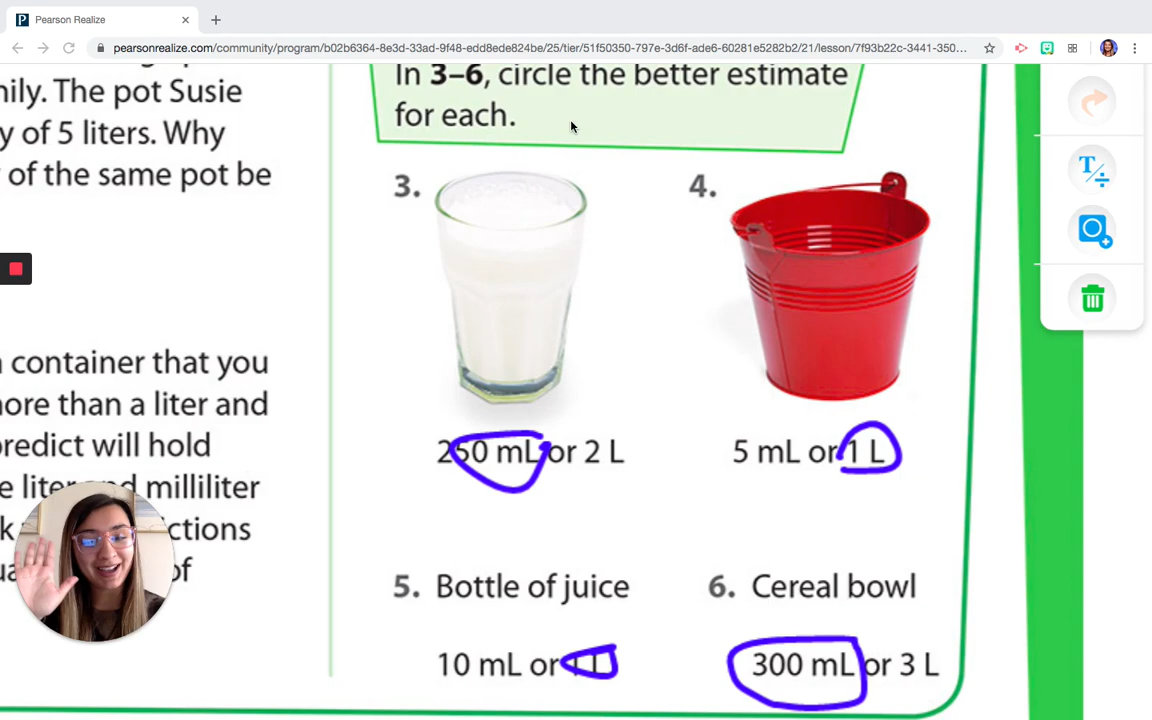 Pearson Realize
pearsonrealize.com/community/program/b02b6364-8e3d-33ad-9f48-edd8ede824be/25/tier/51f50350-797e-3d6f-ade6-60281e5282b2/21/lesson/7f93b22c-3441-350...
nily. The pot Susie
y of 5 liters. Why
of the same pot be
container that you
ore than a liter and
predict will hold
e liter and milliliter
k ctions
of
In 3–6, circle the better estimate
for each.
3.
4.
250 mL or 2 L
5 mL or 1 L
5. Bottle of juice
6. Cereal bowl
10 mL or 1 L
300 mL or 3 L